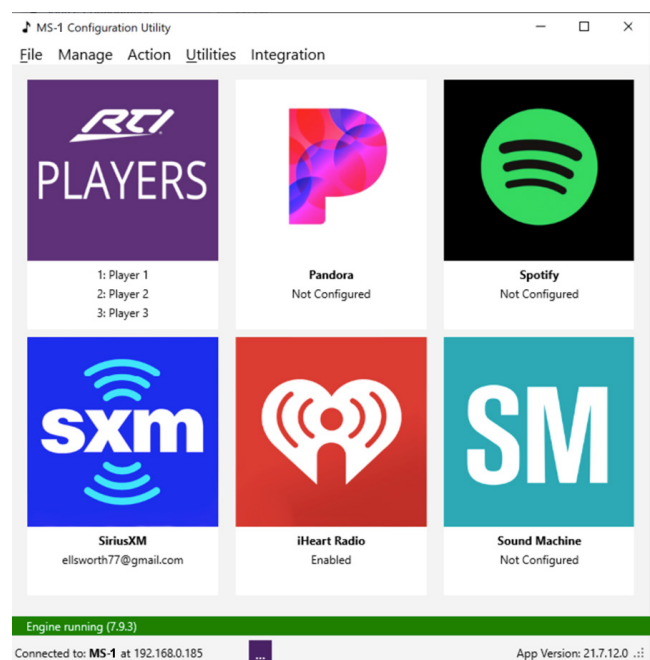 MS-1 Configuration Utility
File Manage Action Utilities Integration
RTI
PLAYERS
1: Player 1
2: Player 2
3: Player 3
Pandora
Not Configured
Spotify
Not Configured
sxm
SiriusXM
ellsworth77@gmail.com
iHeart Radio
Enabled
SM
Sound Machine
Not Configured
Engine running (7.9.3)
Connected to: MS-1 at 192.168.0.185 ... App Version: 21.7.12.0